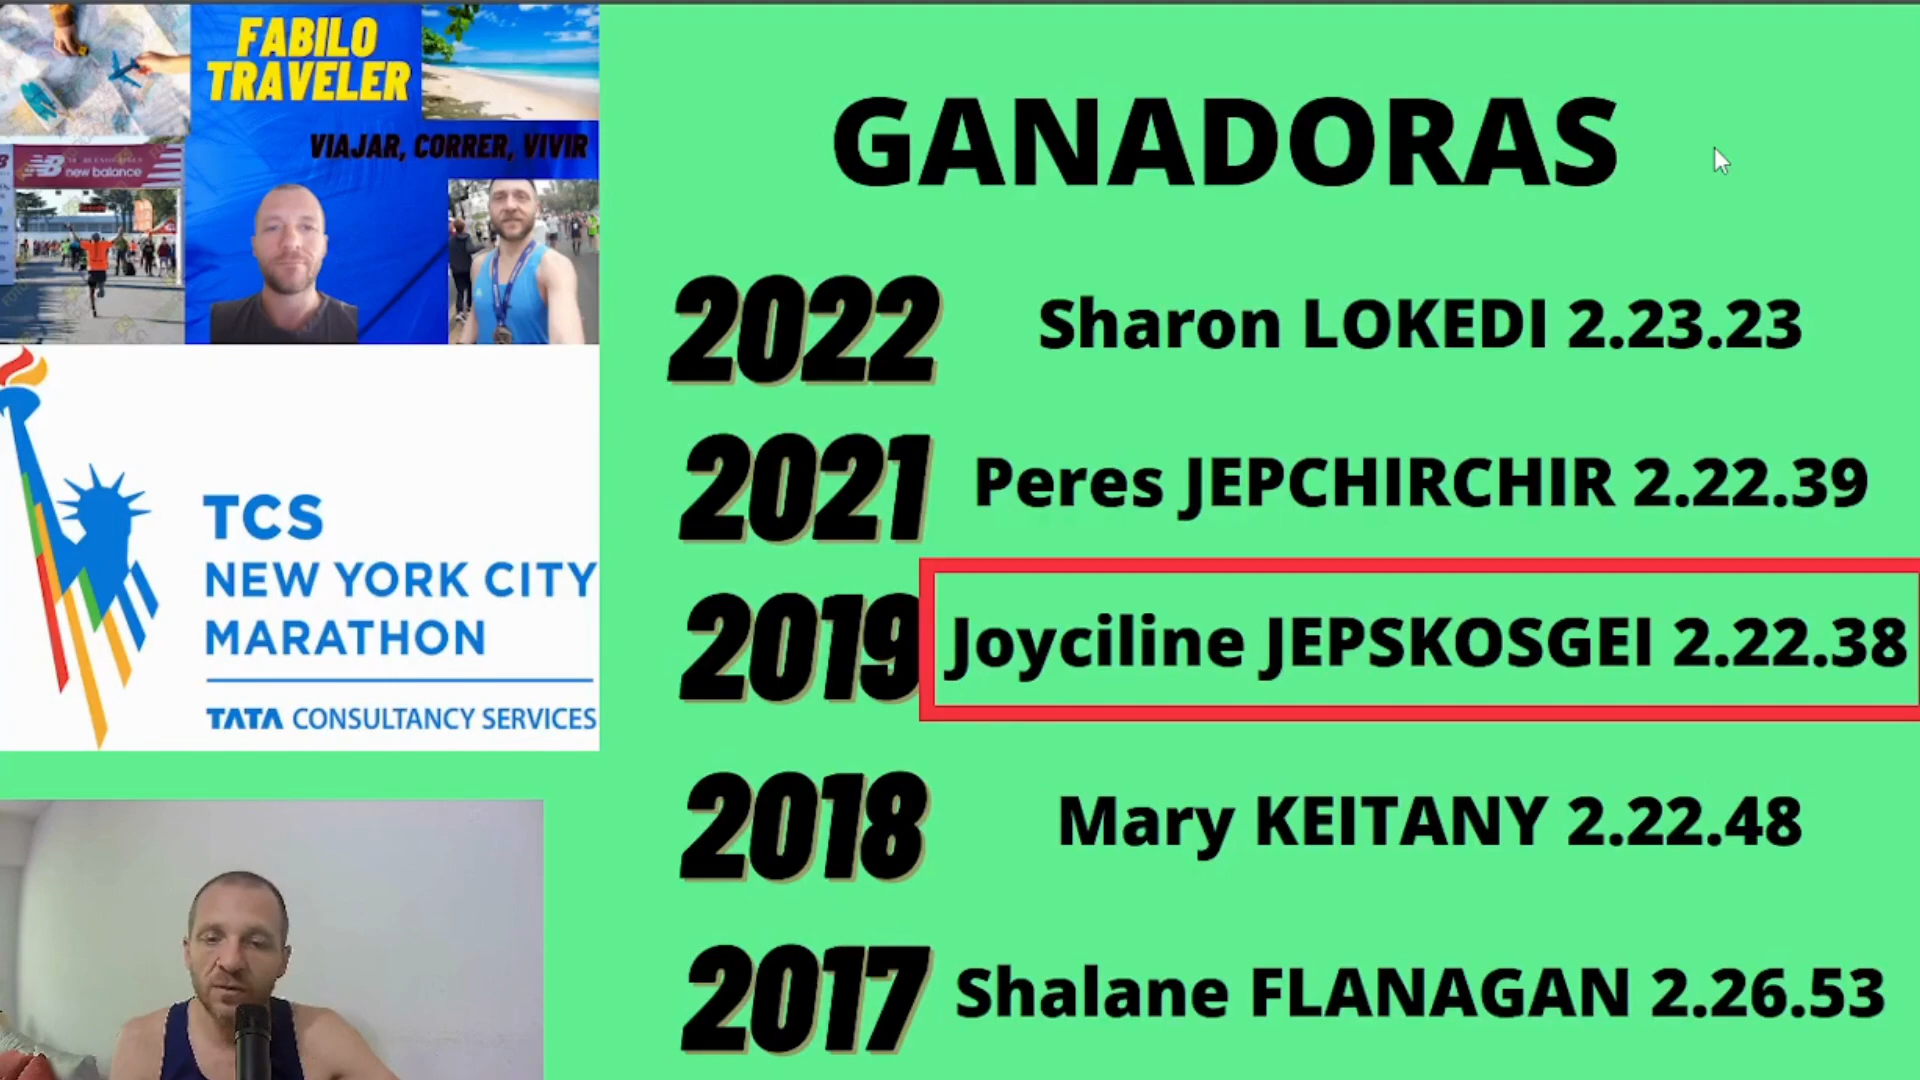 FABILO
TRAVELER
VIAJAR, CORRER, VIVIR
new balance
TCS
NEW YORK CITY
MARATHON
TATA CONSULTANCY SERVICES
GANADORAS
2022 Sharon LOKEDI 2.23.23
2021 Peres JEPCHIRCHIR 2.22.39
2019 Joyciline JEPSKOSGEI 2.22.38
2018 Mary KEITANY 2.22.48
2017 Shalane FLANAGAN 2.26.53